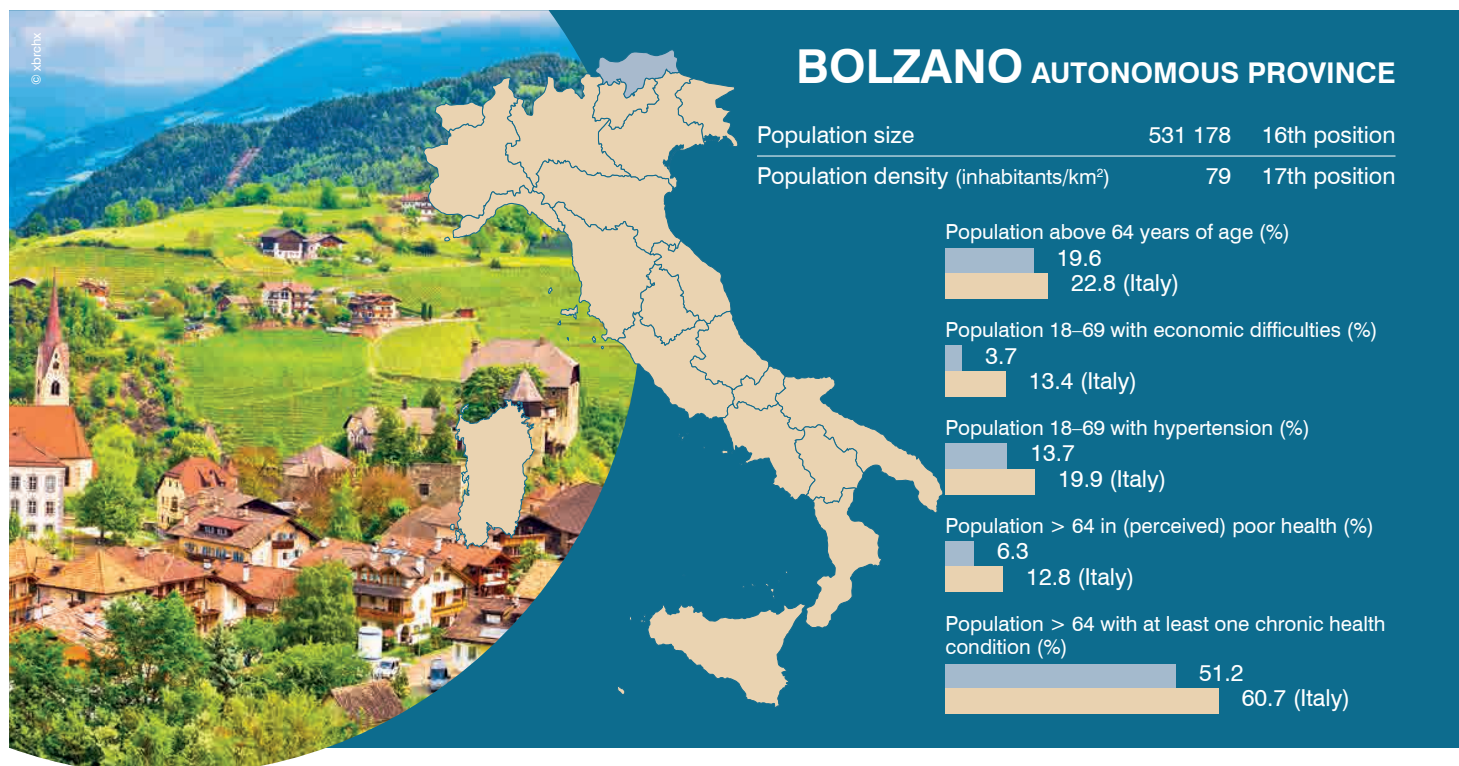 © xbrchx
BOLZANO AUTONOMOUS PROVINCE
Population size 531 178 16th position
Population density (inhabitants/km²) 79 17th position
Population above 64 years of age (%)
19.6
22.8 (Italy)
Population 18–69 with economic difficulties (%)
3.7
13.4 (Italy)
Population 18–69 with hypertension (%)
13.7
19.9 (Italy)
Population > 64 in (perceived) poor health (%)
6.3
12.8 (Italy)
Population > 64 with at least one chronic health
condition (%)
51.2
60.7 (Italy)